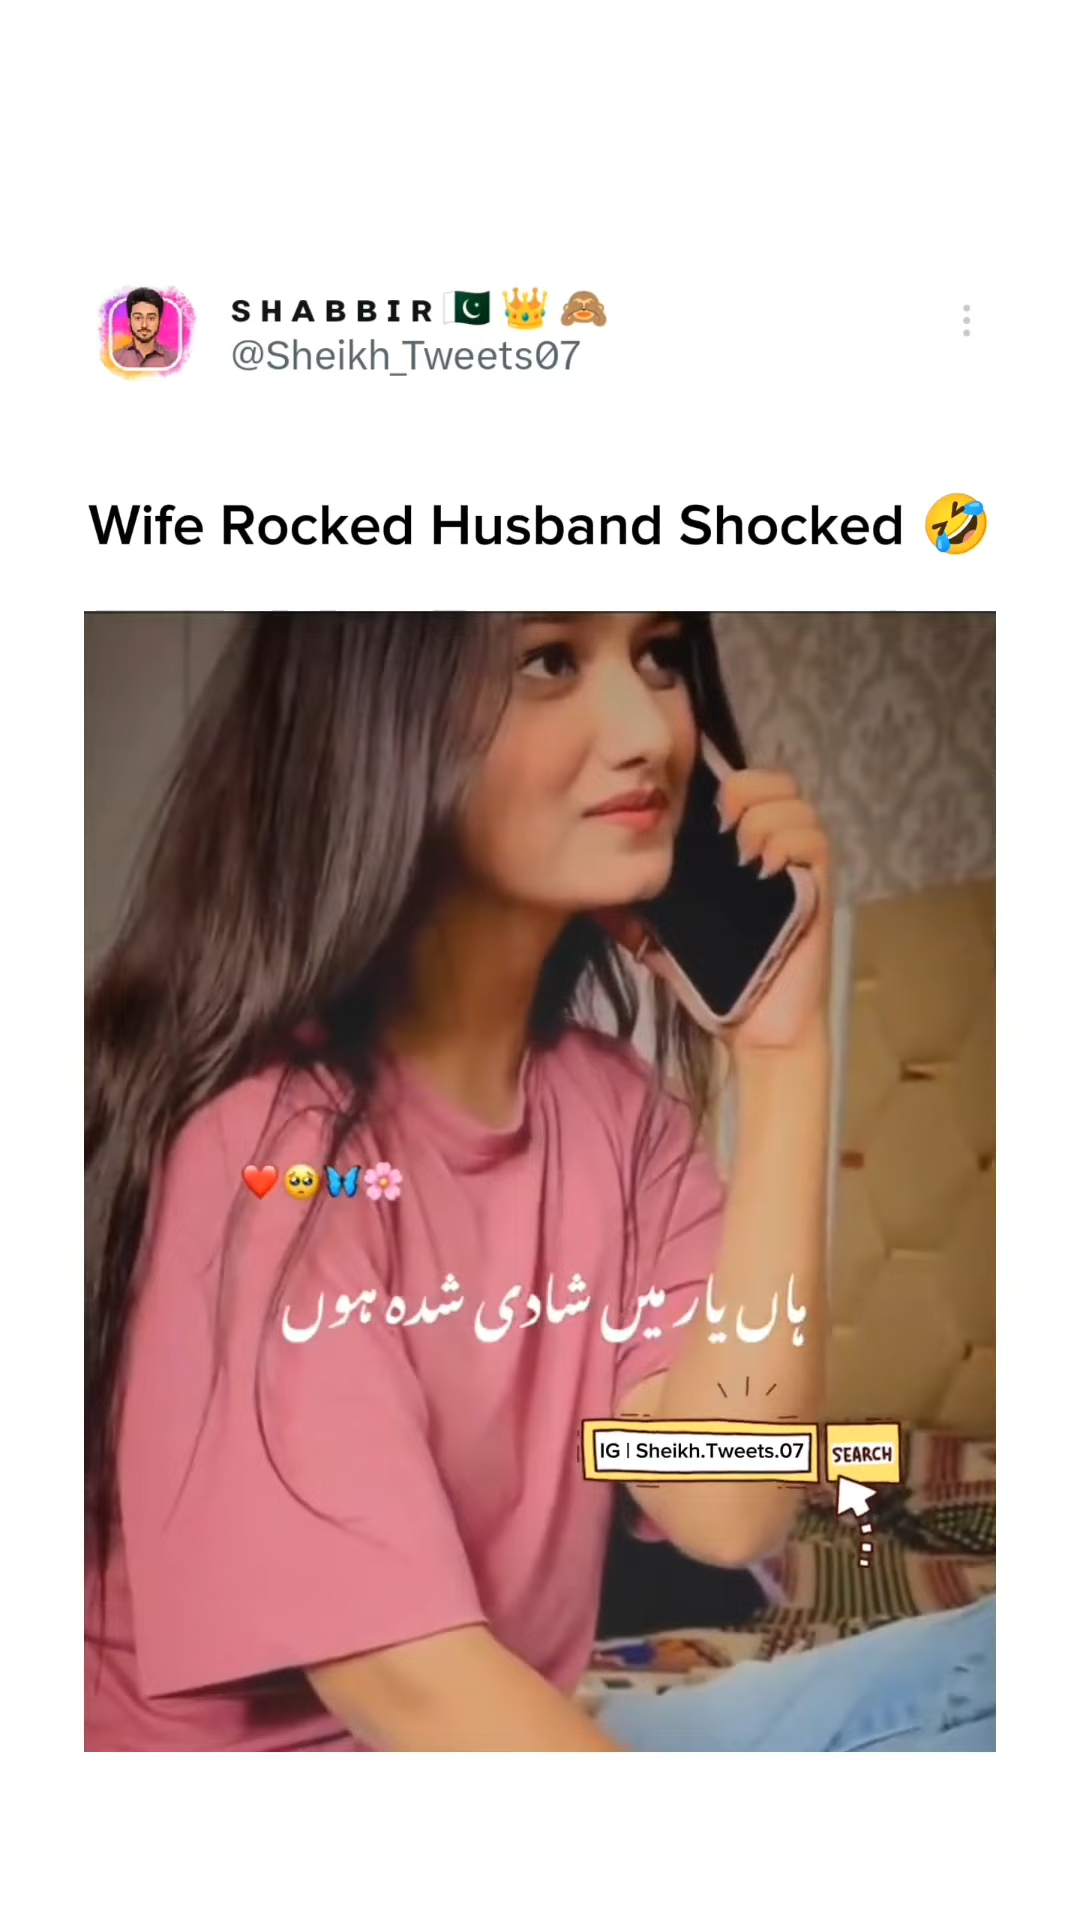 SHABBIR🇵🇰👑🙈
@Sheikh_Tweets07
Wife Rocked Husband Shocked 🤣
❤️🥺🦋🌸
ہاں یار میں شادی شدہ ہوں
IG | Sheikh.Tweets.07
SEARCH